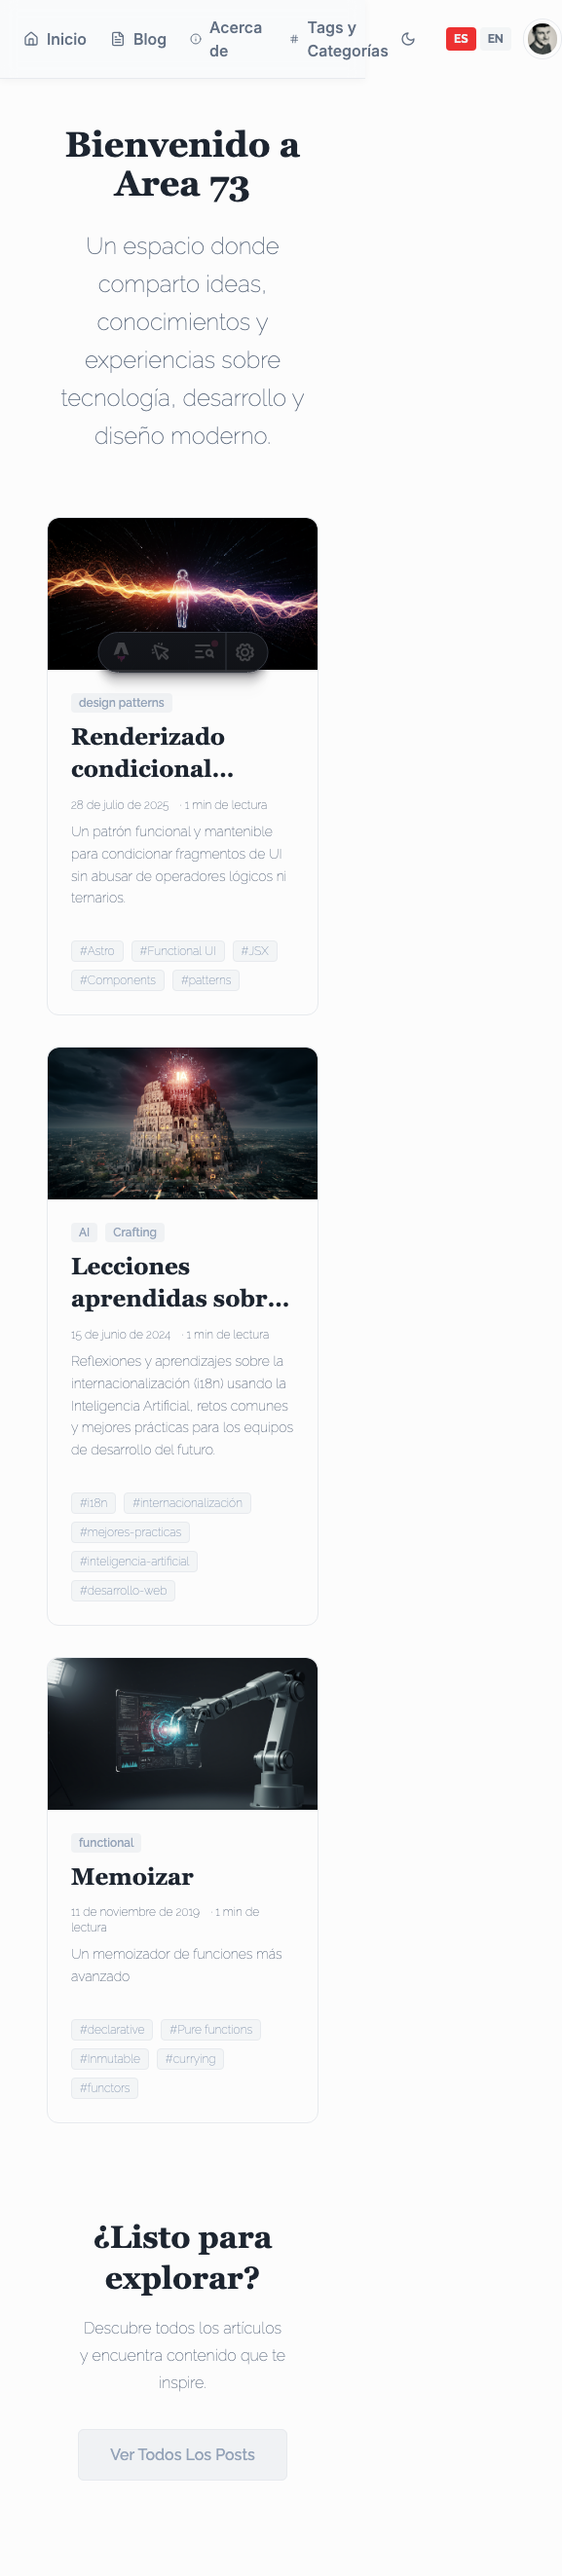 Inicio
Blog
Acerca
de
Tags y
Categorías
ES
EN
Bienvenido a
Area 73
Un espacio donde
comparto ideas,
conocimientos y
experiencias sobre
tecnología, desarrollo y
diseño moderno.
design patterns
Renderizado
condicional...
28 de julio de 2025 · 1 min de lectura
Un patrón funcional y mantenible
para condicionar fragmentos de UI
sin abusar de operadores lógicos ni
ternarios.
#Astro #Functional UI #JSX
#Components #patterns
AI Crafting
Lecciones
aprendidas sobr...
15 de junio de 2024 · 1 min de lectura
Reflexiones y aprendizajes sobre la
internacionalización (i18n) usando la
Inteligencia Artificial, retos comunes
y mejores prácticas para los equipos
de desarrollo del futuro.
#i18n #internacionalización
#mejores-practicas
#inteligencia-artificial
#desarrollo-web
functional
Memoizar
11 de noviembre de 2019 · 1 min de
lectura
Un memoizador de funciones más
avanzado
#declarative #Pure functions
#Inmutable #currying
#functors
¿Listo para
explorar?
Descubre todos los artículos
y encuentra contenido que te
inspire.
Ver Todos Los Posts